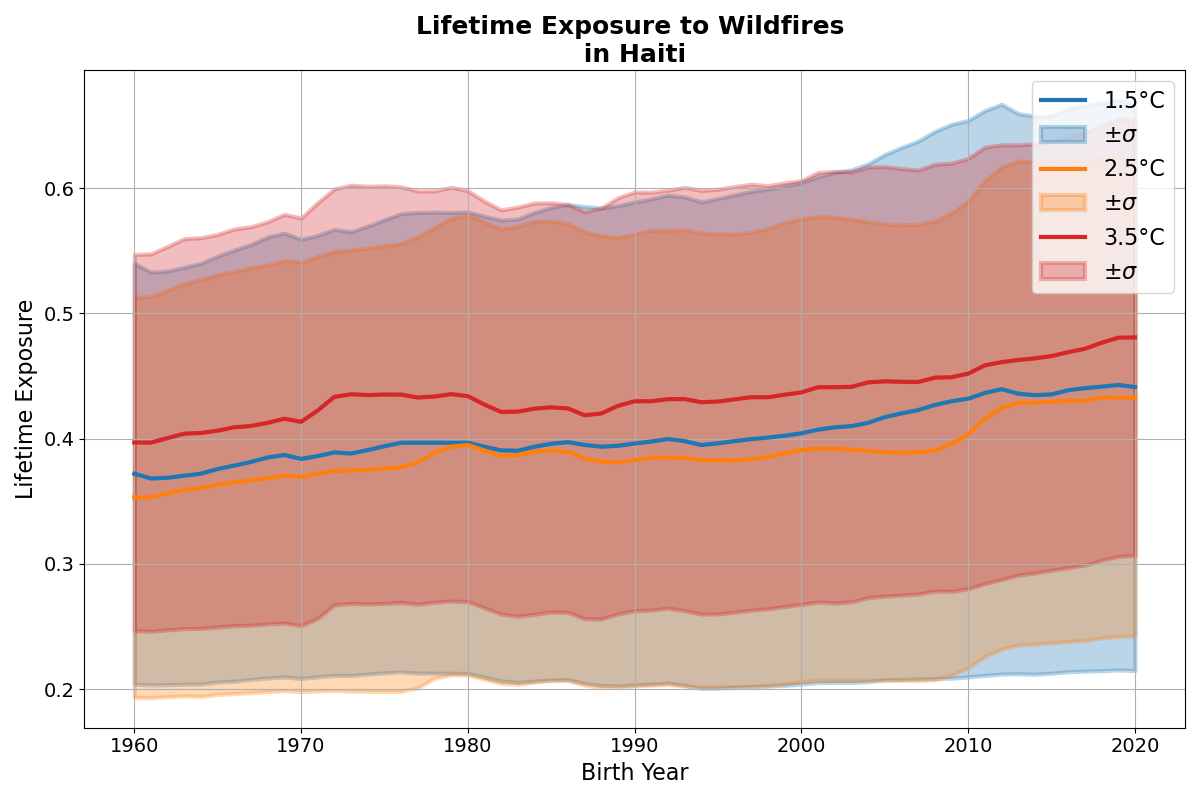 Lifetime Exposure to Wildfires
in Haiti
Lifetime Exposure
0.6
0.5
0.4
0.3
0.2
1.5°C
±σ
2.5°C
±σ
3.5°C
±σ
1960 1970 1980 1990 2000 2010 2020
Birth Year